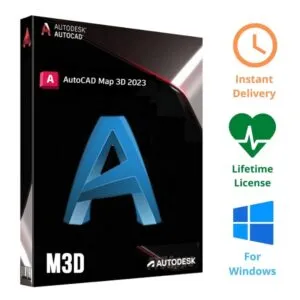 AUTODESK
AUTOCAD
A AutoCAD Map 3D 2023
M3D
AUTODESK
Instant
Delivery
Lifetime
License
For
Windows